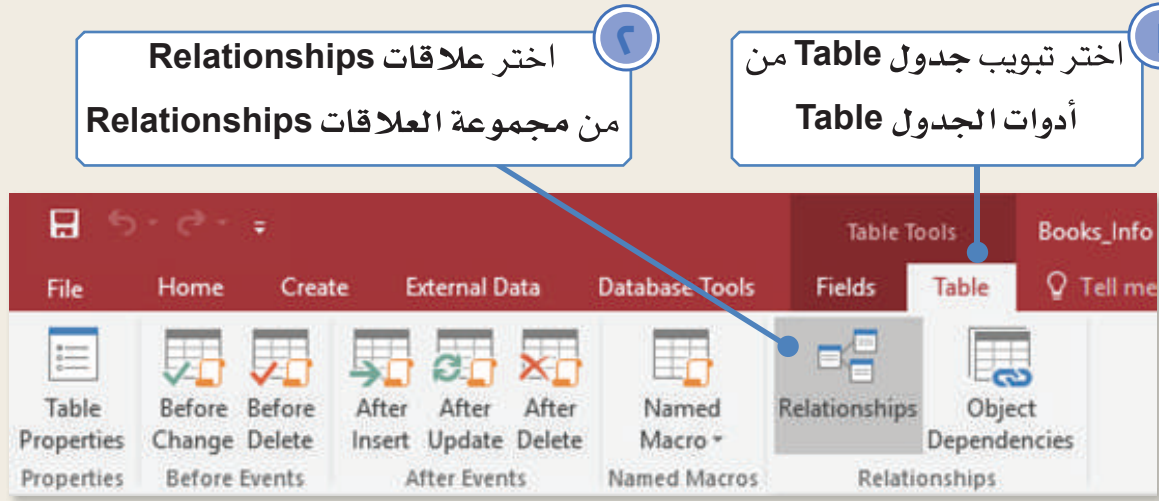 ١
اختر تبويب جدول Table من
أدوات الجدول Table
٢
اختر علاقات Relationships
من مجموعة العلاقات Relationships
Table Tools
Books_Info
File Home Create External Data Database Tools Fields Table Tell me
Table Properties
Before Change
Before Delete
After Insert
After Update
After Delete
Named Macro
Relationships
Object Dependencies
Properties Before Events After Events Named Macros Relationships